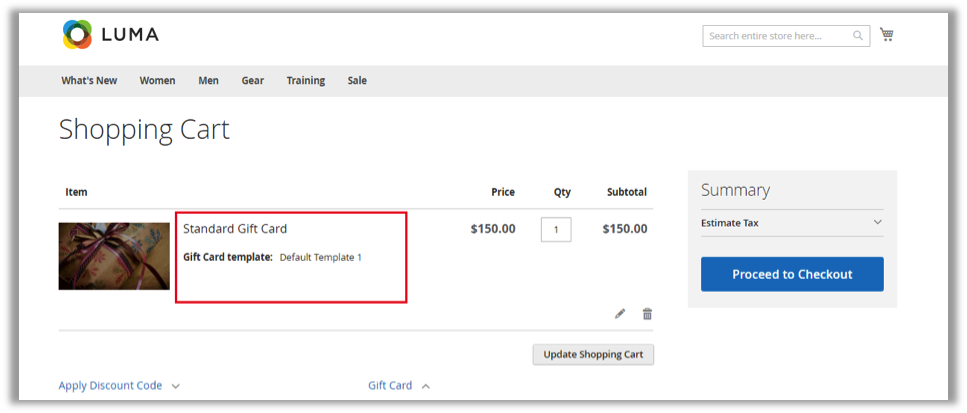 LUMA
Search entire store here...
What's New Women Men Gear Training Sale
Shopping Cart
Item Price Qty Subtotal
Standard Gift Card $150.00 1 $150.00
Gift Card template: Default Template 1
Update Shopping Cart
Apply Discount Code Gift Card
Summary
Estimate Tax
Proceed to Checkout